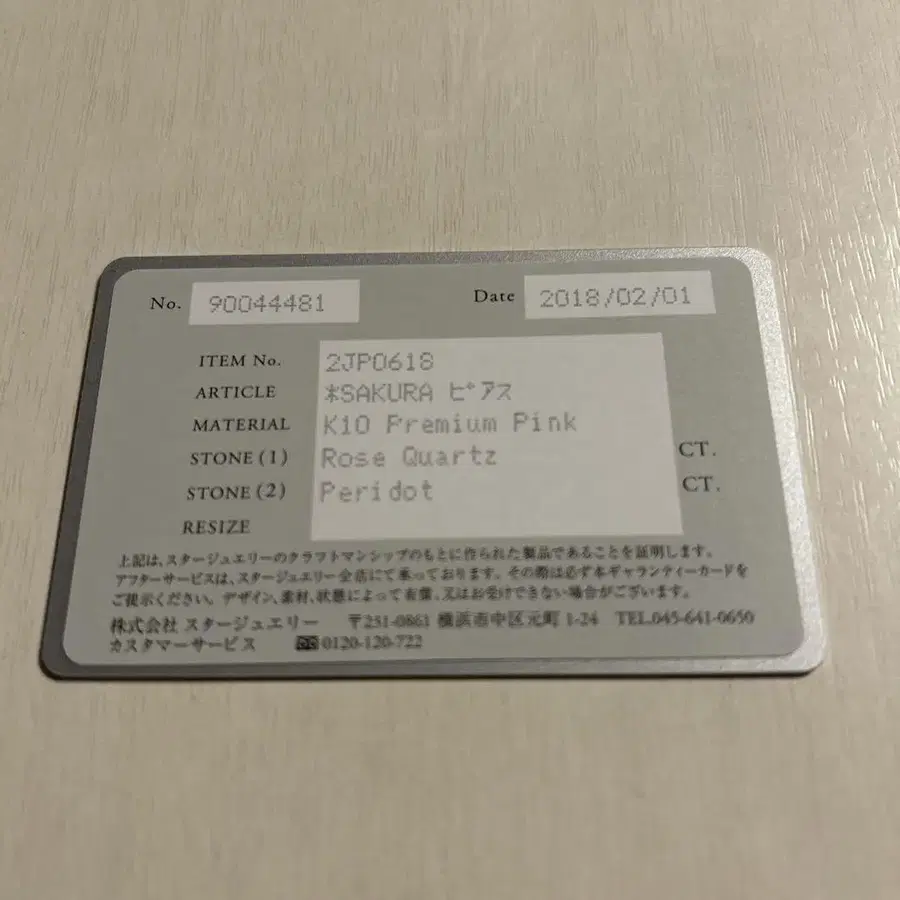 No. 90044481 Date 2018/02/01
ITEM No. 2JP0618
ARTICLE *SAKURA ピアス
MATERIAL K10 Premium Pink
STONE (1) Rose Quartz CT.
STONE (2) Peridot CT.
RESIZE
上記は、スタージュエリーのクラフトマンシップのもとに作られた製品であることを証明します。
アフターサービスは、スタージュエリー全店にて承っております。その際は必ず本ギャランティーカードを
ご提示ください。デザイン、素材、状態によって有償、又はお受けできない場合がございます。
株式会社 スタージュエリー 〒231-0861 横浜市中区元町 1-24 TEL.045-641-0650
カスタマーサービス 0120-120-722